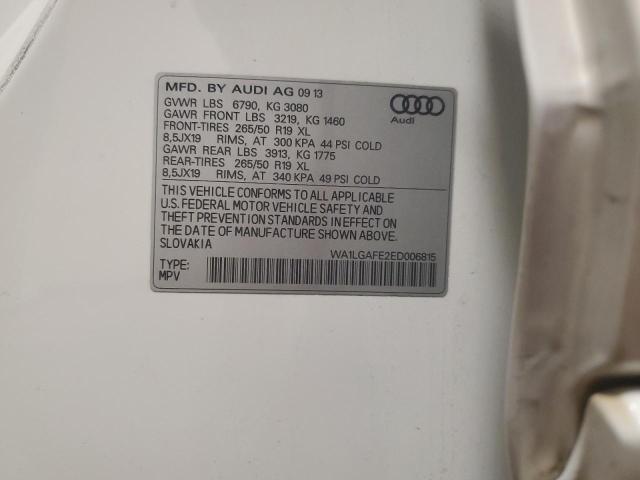 MFD. BY AUDI AG 09 13
GVWR LBS 6790, KG 3080
GAWR FRONT LBS 3219, KG 1460
FRONT-TIRES 265/50 R19 XL
8,5JX19 RIMS, AT 300 KPA 44 PSI COLD
GAWR REAR LBS 3913, KG 1775
REAR-TIRES 265/50 R19 XL
8,5JX19 RIMS, AT 340 KPA 49 PSI COLD
Audi
THIS VEHICLE CONFORMS TO ALL APPLICABLE
U.S. FEDERAL MOTOR VEHICLE SAFETY AND
THEFT PREVENTION STANDARDS IN EFFECT ON
THE DATE OF MANUFACTURE SHOWN ABOVE.
SLOVAKIA
WA1LGAFE2ED006815
TYPE:
MPV